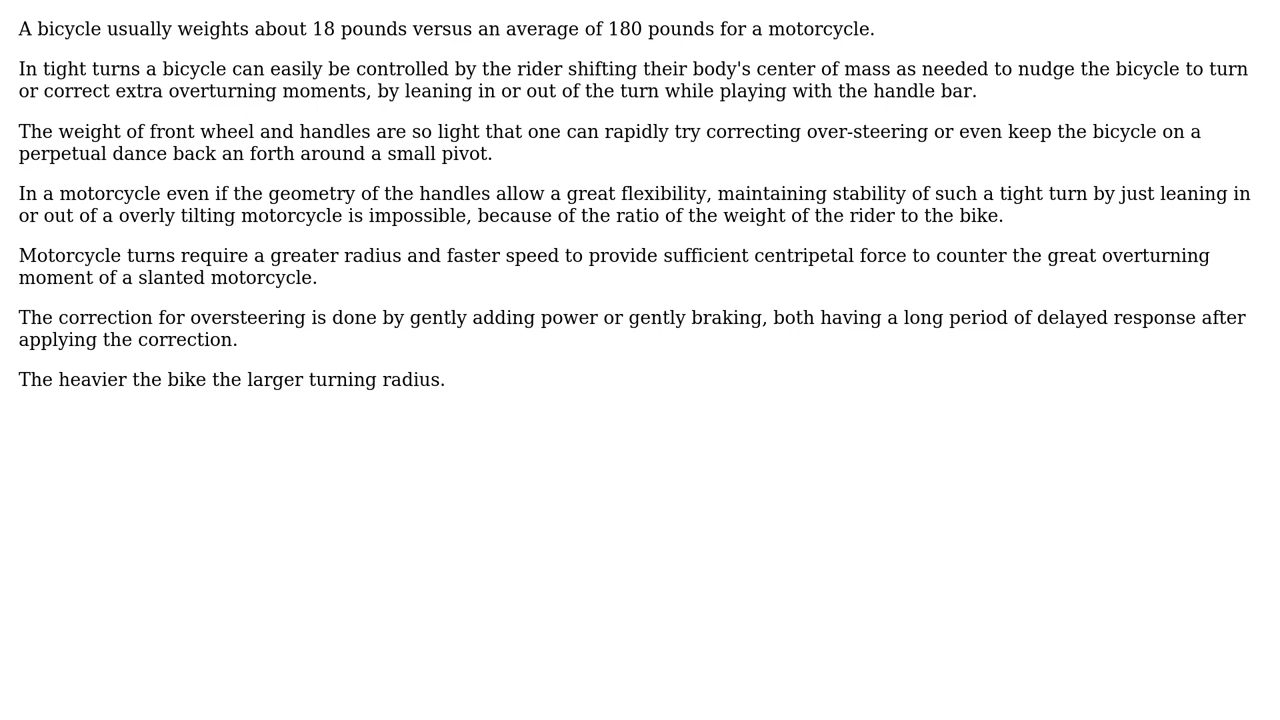 A bicycle usually weights about 18 pounds versus an average of 180 pounds for a motorcycle.
In tight turns a bicycle can easily be controlled by the rider shifting their body's center of mass as needed to nudge the bicycle to turn
or correct extra overturning moments, by leaning in or out of the turn while playing with the handle bar.
The weight of front wheel and handles are so light that one can rapidly try correcting over-steering or even keep the bicycle on a
perpetual dance back an forth around a small pivot.
In a motorcycle even if the geometry of the handles allow a great flexibility, maintaining stability of such a tight turn by just leaning in
or out of a overly tilting motorcycle is impossible, because of the ratio of the weight of the rider to the bike.
Motorcycle turns require a greater radius and faster speed to provide sufficient centripetal force to counter the great overturning
moment of a slanted motorcycle.
The correction for oversteering is done by gently adding power or gently braking, both having a long period of delayed response after
applying the correction.
The heavier the bike the larger turning radius.